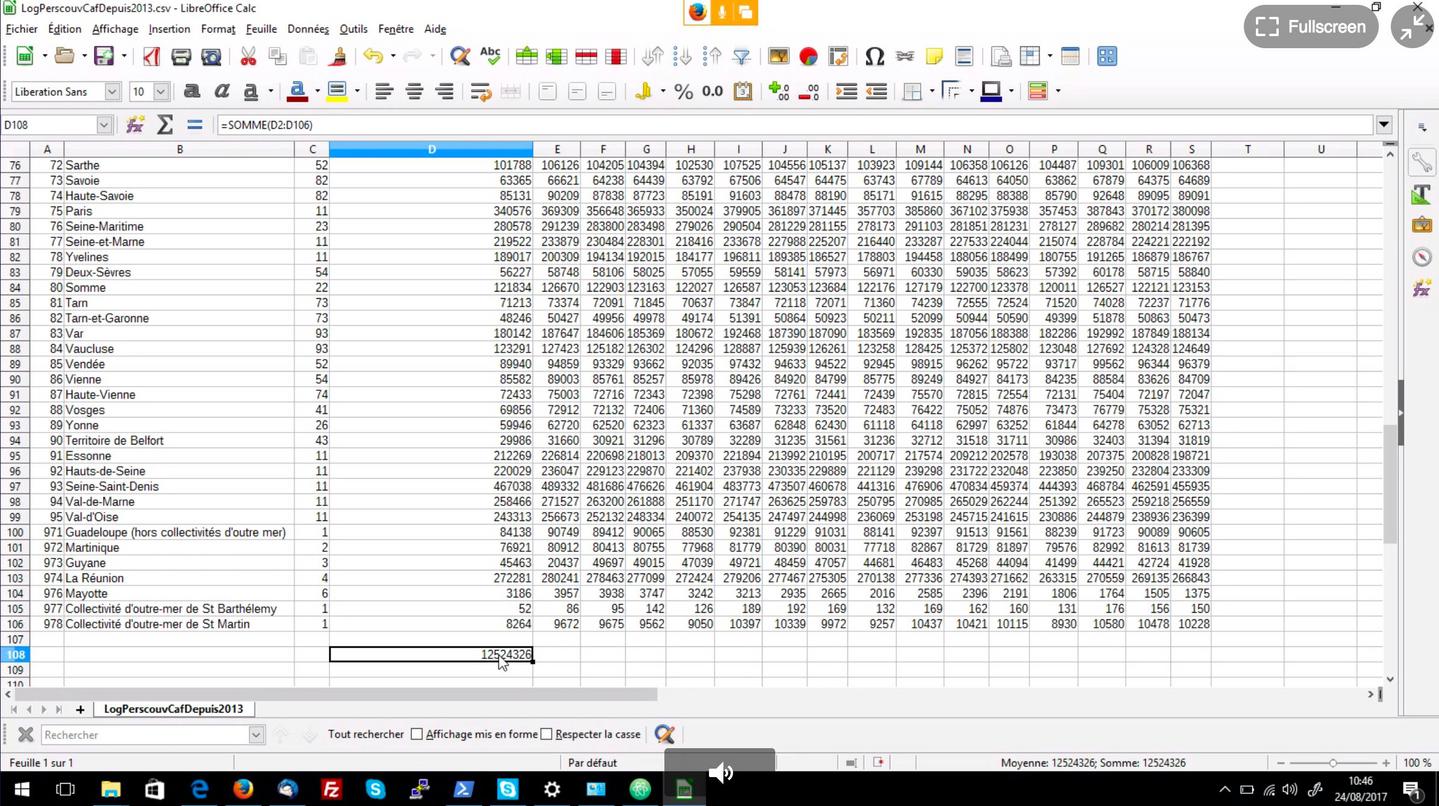 LogPerscouvCafDepuis2013.csv - LibreOffice Calc
Fullscreen
Fichier Édition Affichage Insertion Format Feuille Données Outils Fenêtre Aide
Liberation Sans 10
D108 =SOMME(D2:D106)
A B C D E F G H I J K L M N O P Q R S T U
76 72 Sarthe 52 101788 106126 104205 104394 102530 107525 104556 105137 103923 109144 106358 106126 104487 109301 106009 106368
77 73 Savoie 82 63365 66621 64238 64439 63792 67506 64547 64475 63743 67789 64613 64050 63862 67879 64375 64689
78 74 Haute-Savoie 82 85131 90209 87838 87723 85191 91603 88478 88190 85171 91615 88295 88388 85790 92648 89095 89091
79 75 Paris 11 340576 369309 356648 365933 350024 379905 361897 371445 357703 385860 367102 375938 357453 387843 370172 380098
80 76 Seine-Maritime 23 280578 291239 283800 283498 279026 290504 281229 281155 278173 291103 281851 281231 278127 289682 280214 281395
81 77 Seine-et-Marne 11 219522 233879 230484 228301 218416 233678 227988 225207 216440 233287 227533 224044 215074 228784 224221 222192
82 78 Yvelines 11 189017 200309 194134 192015 184177 196811 189385 186527 178803 194458 188056 188499 180755 191265 186879 186767
83 79 Deux-Sèvres 54 56227 58748 58106 58025 57055 59559 58141 57973 56971 60330 59035 58623 57392 60178 58715 58840
84 80 Somme 22 121834 126670 122903 123163 122027 126587 123053 123684 122176 127179 122700 123378 120011 126527 122121 123153
85 81 Tarn 73 71213 73374 72091 71845 70637 73847 72118 72071 71360 74239 72555 72524 71520 74028 72237 71776
86 82 Tarn-et-Garonne 73 48246 50427 49956 49978 49174 51391 50864 50923 50211 52099 50944 50590 49399 51878 50863 50473
87 83 Var 93 180142 187647 184606 185369 180672 192468 187390 187090 183569 192835 187056 188388 182286 192992 187849 188134
88 84 Vaucluse 93 123291 127423 125182 126302 124296 128887 125939 126261 123258 128425 125372 125802 123048 127692 124328 124649
89 85 Vendée 52 89940 94859 93329 93662 92035 97432 94633 94522 92945 98915 96262 95722 93717 99562 96344 96379
90 86 Vienne 54 85582 89003 85761 85257 85978 89426 84920 84799 85775 89249 84927 84173 84235 88584 83626 84709
91 87 Haute-Vienne 74 72433 75003 72716 72343 72398 75298 72761 72441 72439 75570 72815 72554 72131 75404 72197 72047
92 88 Vosges 41 69856 72912 72132 72406 71360 74589 73233 73520 72483 76422 75052 74876 73473 76779 75328 75321
93 89 Yonne 26 59946 62720 62520 62323 61337 63687 62848 62430 61118 64118 62997 63252 61844 64278 63052 62713
94 90 Territoire de Belfort 43 29986 31660 30921 31296 30789 32289 31235 31561 31236 32712 31518 31711 30986 32403 31394 31819
95 91 Essonne 11 212269 226814 220698 218013 209370 221894 213992 210195 200717 217574 209212 202578 193038 207375 200828 198721
96 92 Hauts-de-Seine 11 220029 236047 229123 229870 221402 237938 230335 229889 221129 239298 231722 232048 223850 239250 232804 233309
97 93 Seine-Saint-Denis 11 467038 489332 481686 476626 461904 483773 473507 460678 441316 476906 470834 459374 444393 468784 462591 455935
98 94 Val-de-Marne 11 258466 271527 263200 261888 251170 271747 263625 259783 250795 270985 265029 262244 251392 265523 259218 256559
99 95 Val-d'Oise 11 243313 256673 252132 248334 240072 254135 247497 244998 236069 253198 245715 241615 230886 244879 238936 236399
100 971 Guadeloupe (hors collectivités d'outre mer) 1 84138 90749 89412 90065 88530 92381 91229 91031 88141 92397 91513 91561 88239 91723 90089 90605
101 972 Martinique 2 76921 80912 80413 80755 77968 81779 80390 80031 77718 82867 81729 81897 79576 82992 81613 81739
102 973 Guyane 3 45463 20437 49697 49015 47039 49721 48459 47057 44681 46483 45268 44094 41499 44421 42724 41928
103 974 La Réunion 4 272281 280241 278463 277099 272424 279206 277467 275305 270138 277336 274393 271662 263315 270559 269135 266843
104 976 Mayotte 6 3186 3957 3938 3747 3242 3213 2935 2665 2016 2585 2396 2191 1806 1764 1505 1375
105 977 Collectivité d'outre-mer de St Barthélemy 1 52 86 95 142 126 189 192 169 132 169 162 160 131 176 156 150
106 978 Collectivité d'outre-mer de St Martin 1 8264 9672 9675 9562 9050 10397 10339 9972 9257 10437 10421 10115 8930 10580 10478 10228
107
108 12524326
109
110
LogPerscouvCafDepuis2013
Rechercher Tout rechercher Affichage mis en forme Respecter la casse
Feuille 1 sur 1 Par défaut Moyenne: 12524326; Somme: 12524326 100 %
10:46
24/08/2017